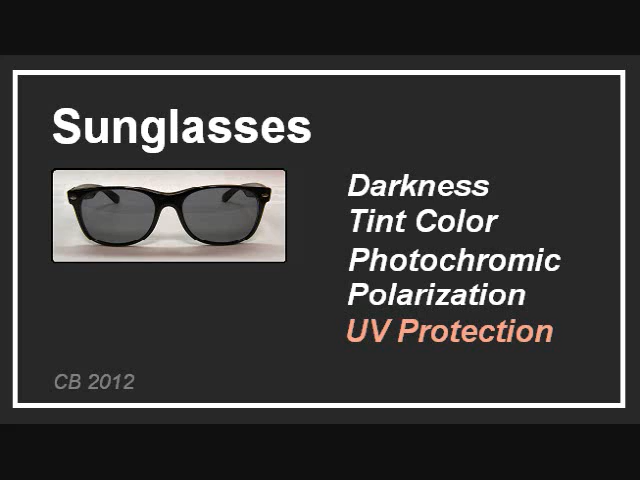 Sunglasses
Darkness
Tint Color
Photochromic
Polarization
UV Protection
CB 2012